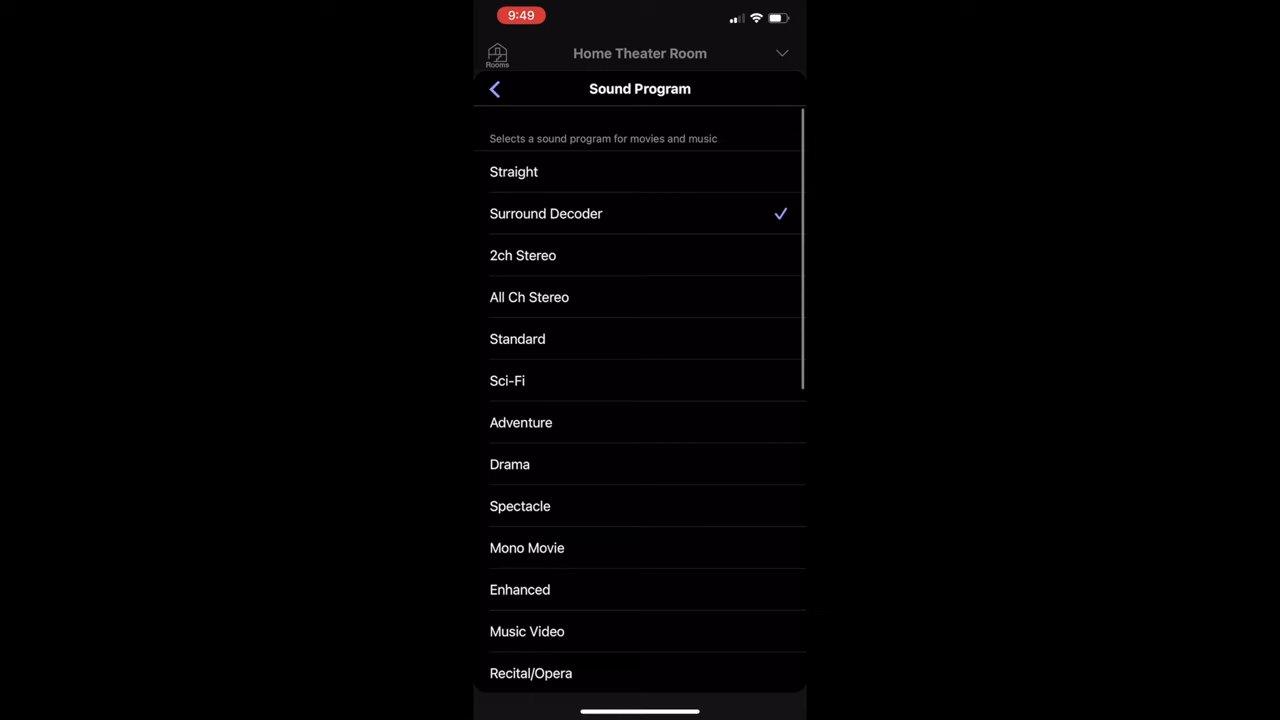 9:49
Rooms
Home Theater Room
Sound Program
Selects a sound program for movies and music
Straight
Surround Decoder
2ch Stereo
All Ch Stereo
Standard
Sci-Fi
Adventure
Drama
Spectacle
Mono Movie
Enhanced
Music Video
Recital/Opera